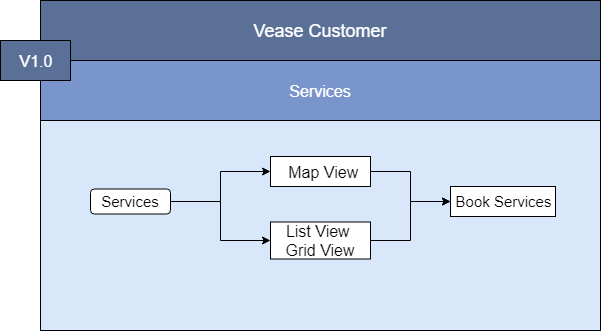 Vease Customer
V1.0
Services
Map View
Services
Book Services
List View
Grid View